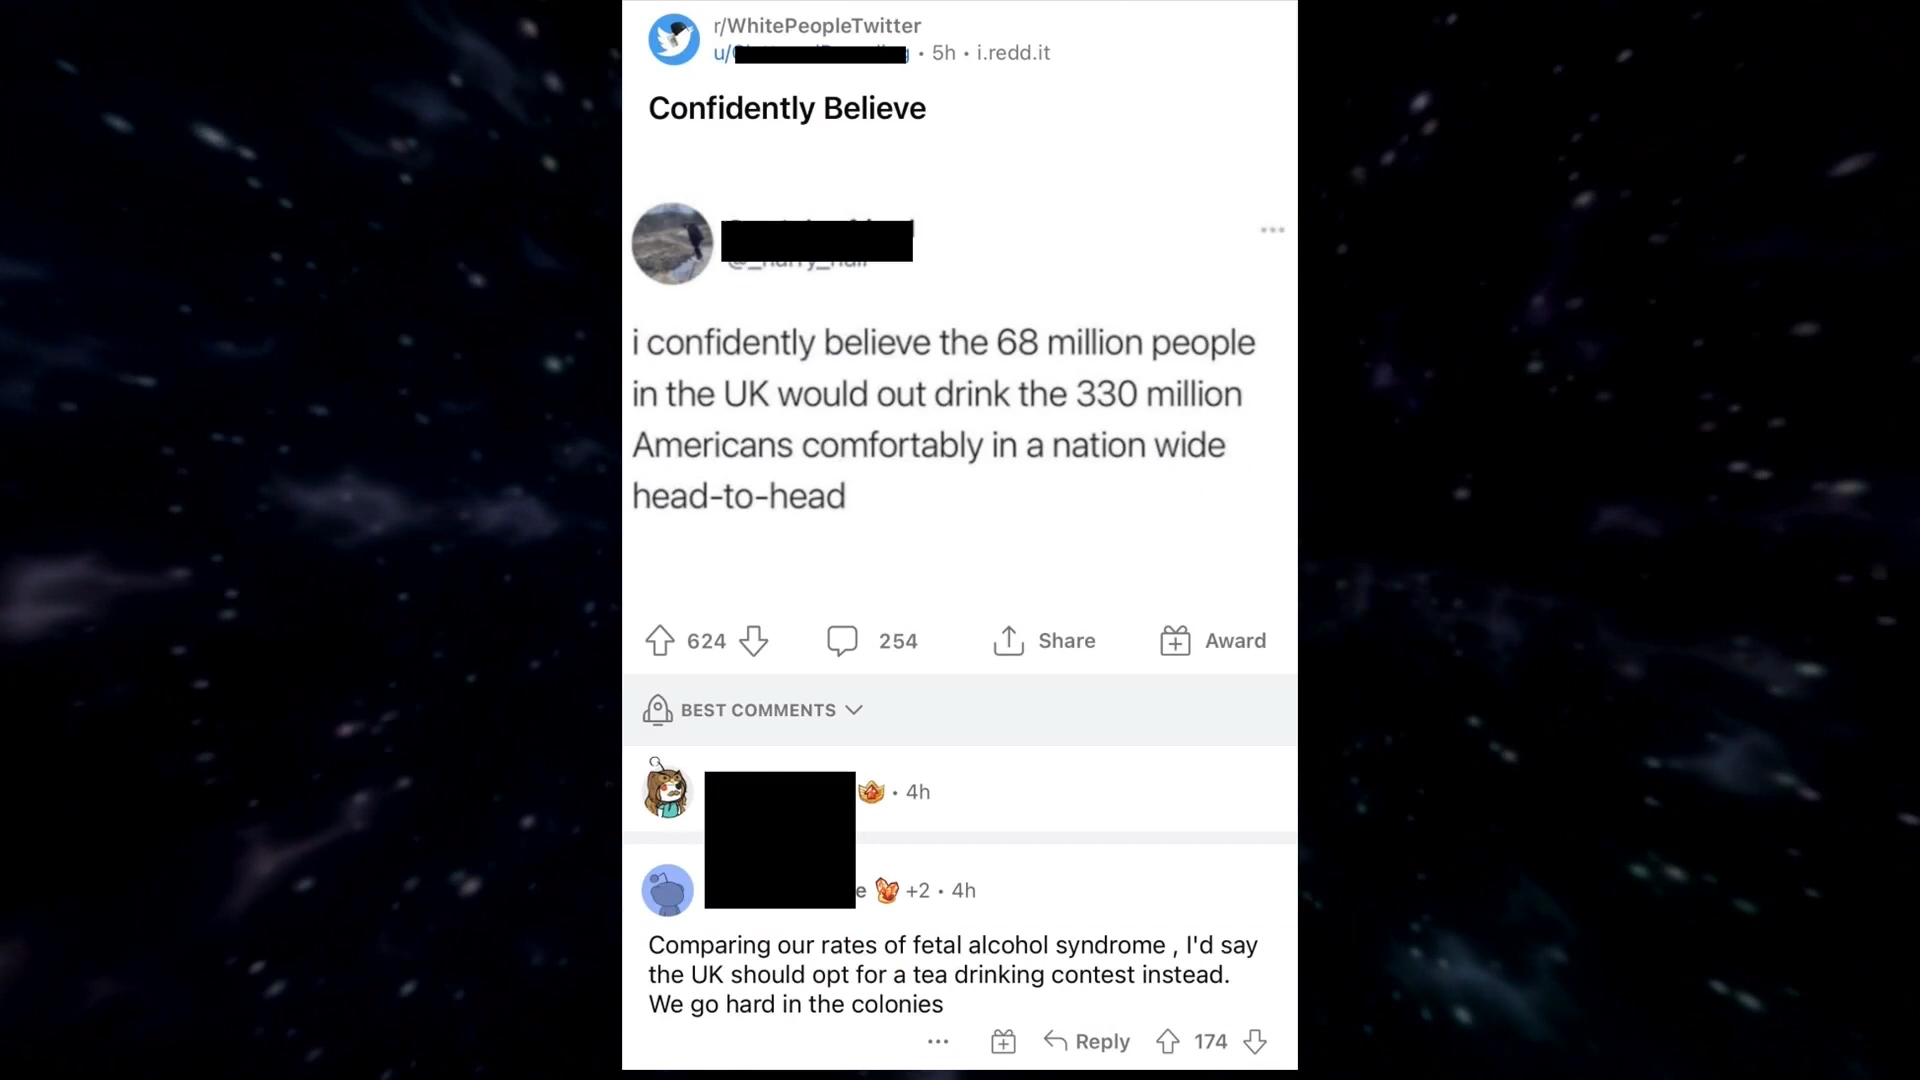 r/WhitePeopleTwitter
u/ • 5h • i.redd.it
Confidently Believe
i confidently believe the 68 million people
in the UK would out drink the 330 million
Americans comfortably in a nation wide
head-to-head
624 254 Share Award
BEST COMMENTS
• 4h
e +2 • 4h
Comparing our rates of fetal alcohol syndrome , I'd say
the UK should opt for a tea drinking contest instead.
We go hard in the colonies
... Reply 174